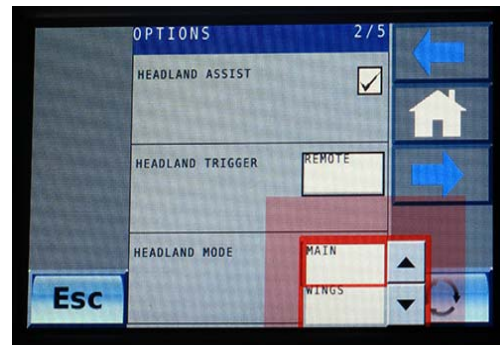 OPTIONS 2/5
HEADLAND ASSIST
HEADLAND TRIGGER REMOTE
HEADLAND MODE MAIN
WINGS
Esc